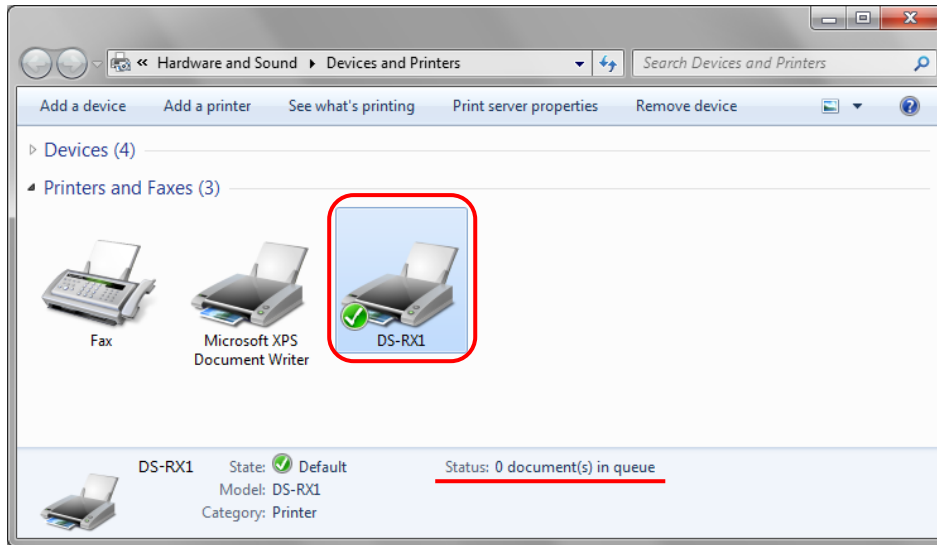 « Hardware and Sound ▸ Devices and Printers
Search Devices and Printers
Add a device Add a printer See what's printing Print server properties Remove device
Devices (4)
Printers and Faxes (3)
Fax
Microsoft XPS
Document Writer
DS-RX1
DS-RX1 State: Default Status: 0 document(s) in queue
Model: DS-RX1
Category: Printer